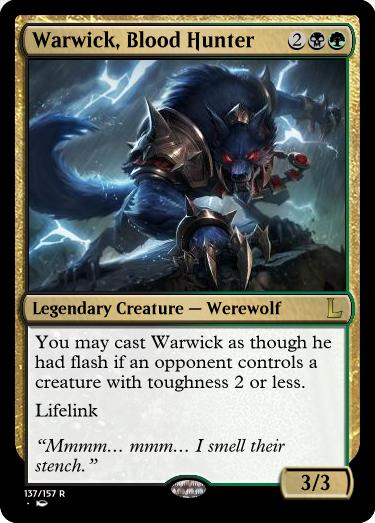 Warwick, Blood Hunter 2
Legendary Creature — Werewolf L
You may cast Warwick as though he
had flash if an opponent controls a
creature with toughness 2 or less.
Lifelink
“Mmmm… mmm… I smell their
stench.”
3/3
137/157 R